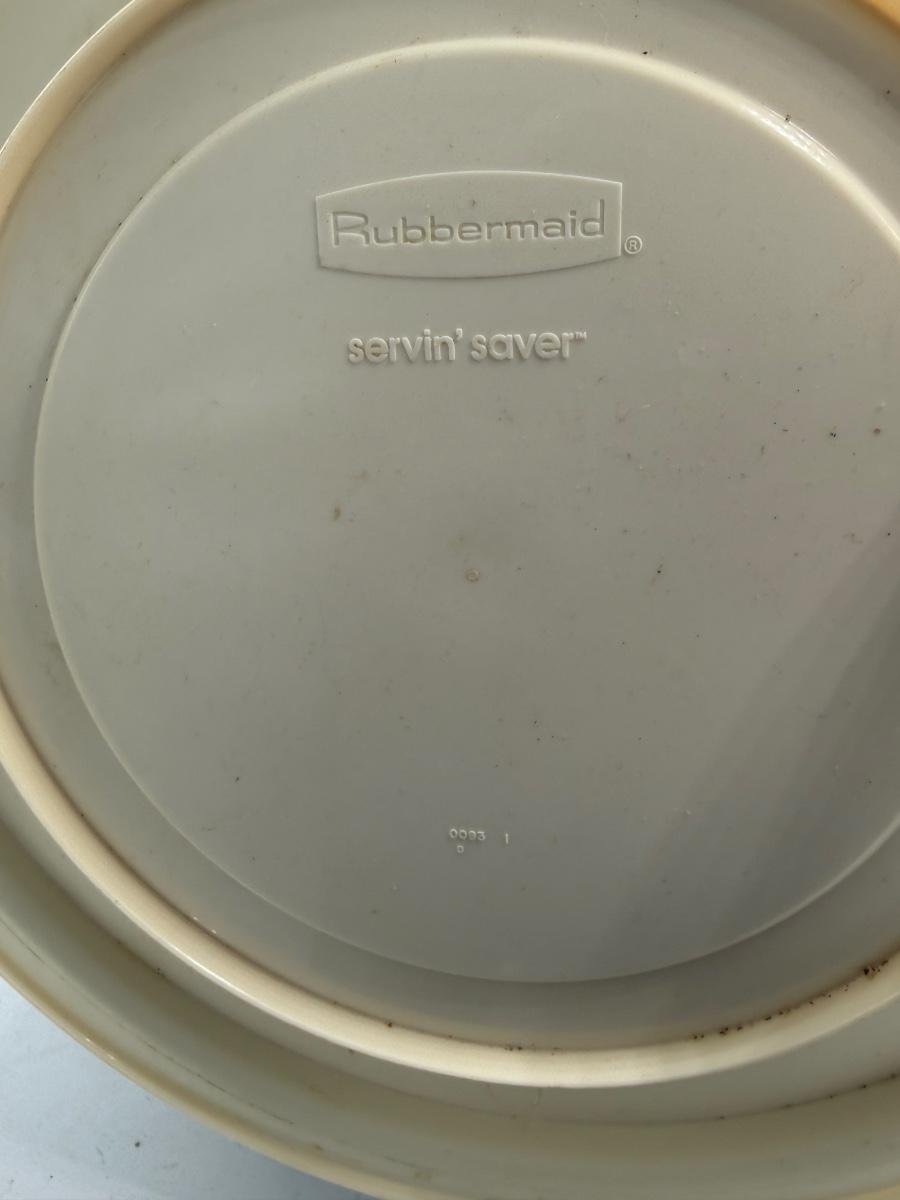 Rubbermaid®
servin' saver™
0093 1
D